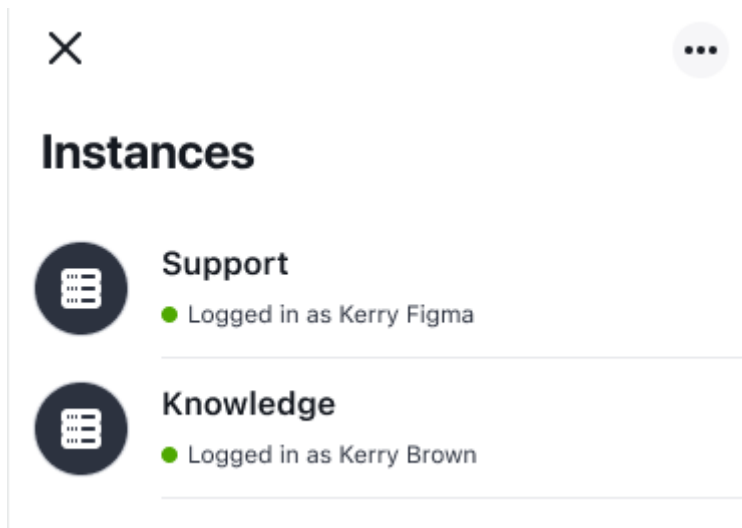 Instances
Support
Logged in as Kerry Figma
Knowledge
Logged in as Kerry Brown